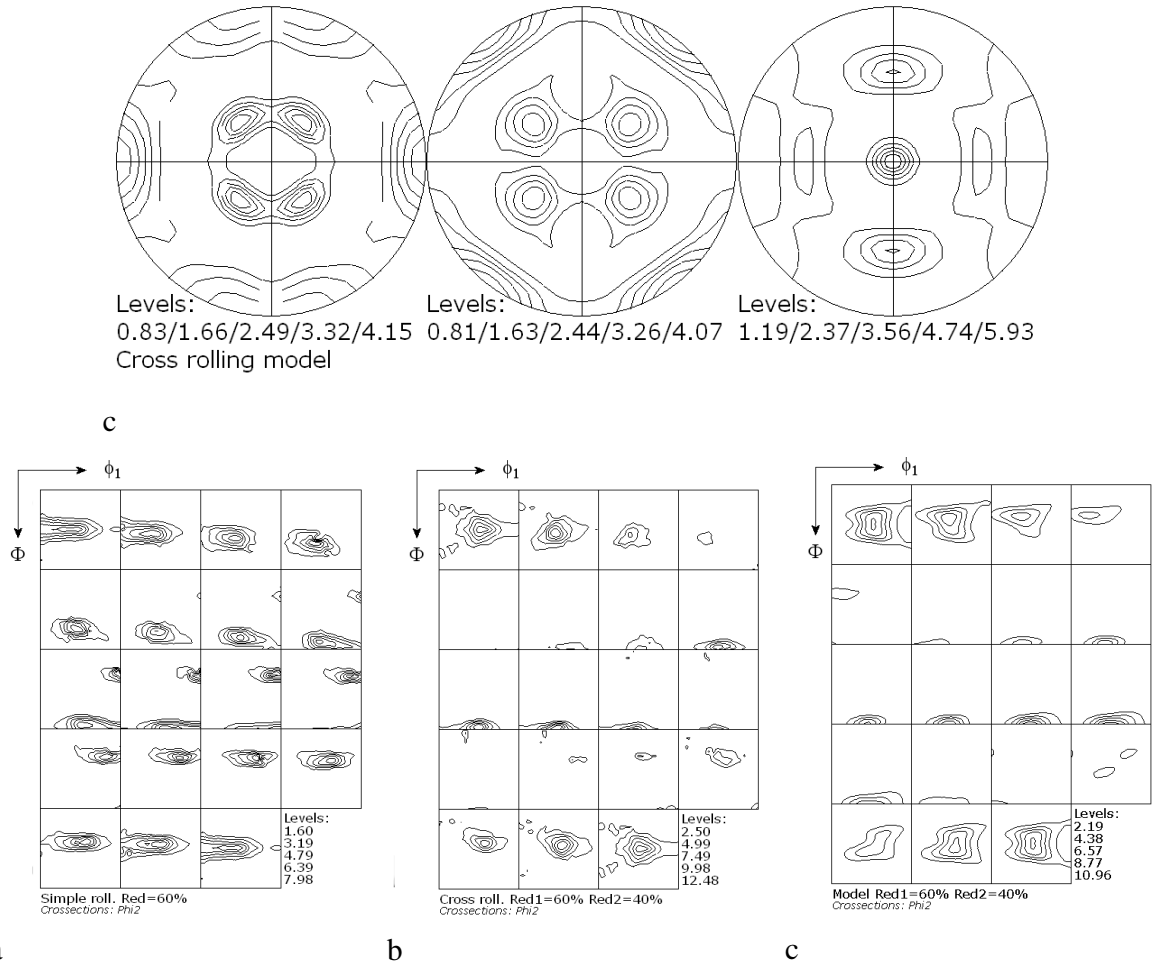 Levels: Levels: Levels:
0.83/1.66/2.49/3.32/4.15 0.81/1.63/2.44/3.26/4.07 1.19/2.37/3.56/4.74/5.93
Cross rolling model
c
ϕ1 ϕ1 ϕ1
Φ Φ Φ
Levels:
1.60
3.19
4.79
6.39
7.98
Simple roll. Red=60%
Crossections: Phi2
Levels:
2.50
4.99
7.49
9.98
12.48
Cross roll. Red1=60% Red2=40%
Crossections: Phi2
Levels:
2.19
4.38
6.57
8.77
10.96
Model Red1=60% Red2=40%
Crossections: Phi2
b c